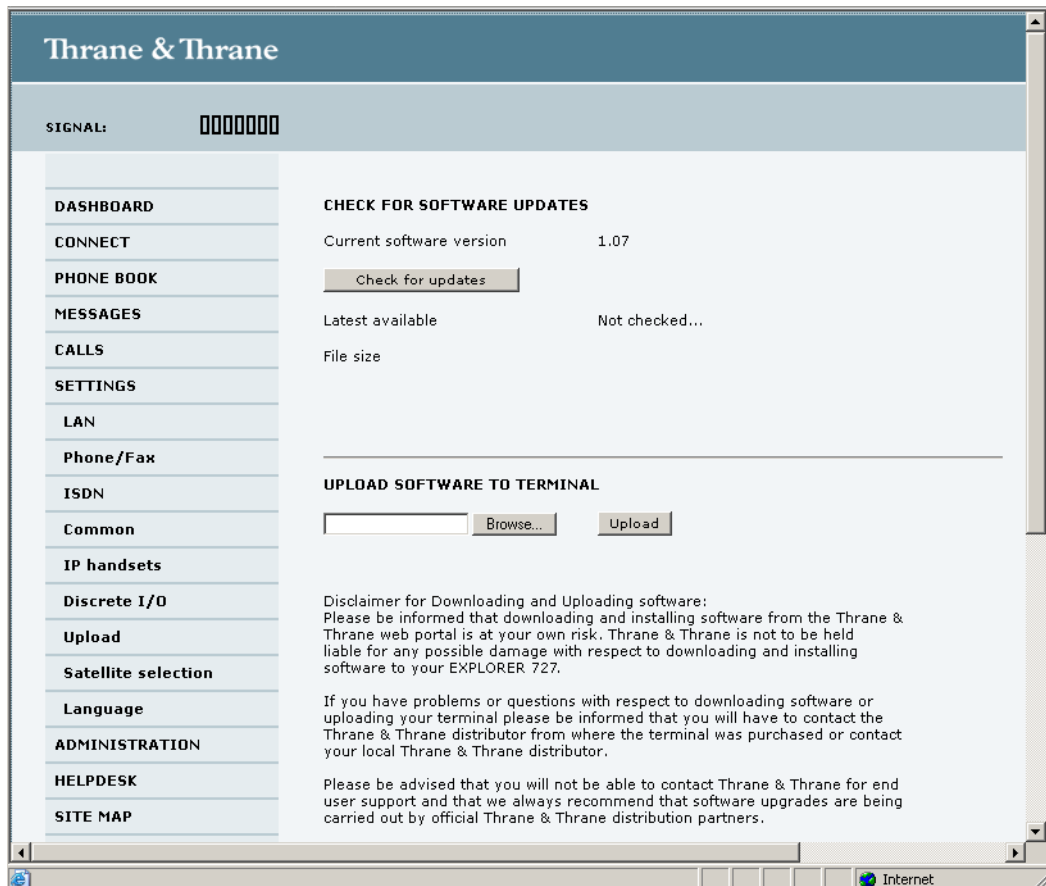 Thrane & Thrane
SIGNAL:
DASHBOARD
CONNECT
PHONE BOOK
MESSAGES
CALLS
SETTINGS
LAN
Phone/Fax
ISDN
Common
IP handsets
Discrete I/O
Upload
Satellite selection
Language
ADMINISTRATION
HELPDESK
SITE MAP
CHECK FOR SOFTWARE UPDATES
Current software version 1.07
Check for updates
Latest available Not checked...
File size
UPLOAD SOFTWARE TO TERMINAL
Browse... Upload
Disclaimer for Downloading and Uploading software:
Please be informed that downloading and installing software from the Thrane &
Thrane web portal is at your own risk. Thrane & Thrane is not to be held
liable for any possible damage with respect to downloading and installing
software to your EXPLORER 727.
If you have problems or questions with respect to downloading software or
uploading your terminal please be informed that you will have to contact the
Thrane & Thrane distributor from where the terminal was purchased or contact
your local Thrane & Thrane distributor.
Please be advised that you will not be able to contact Thrane & Thrane for end
user support and that we always recommend that software upgrades are being
carried out by official Thrane & Thrane distribution partners.
Internet